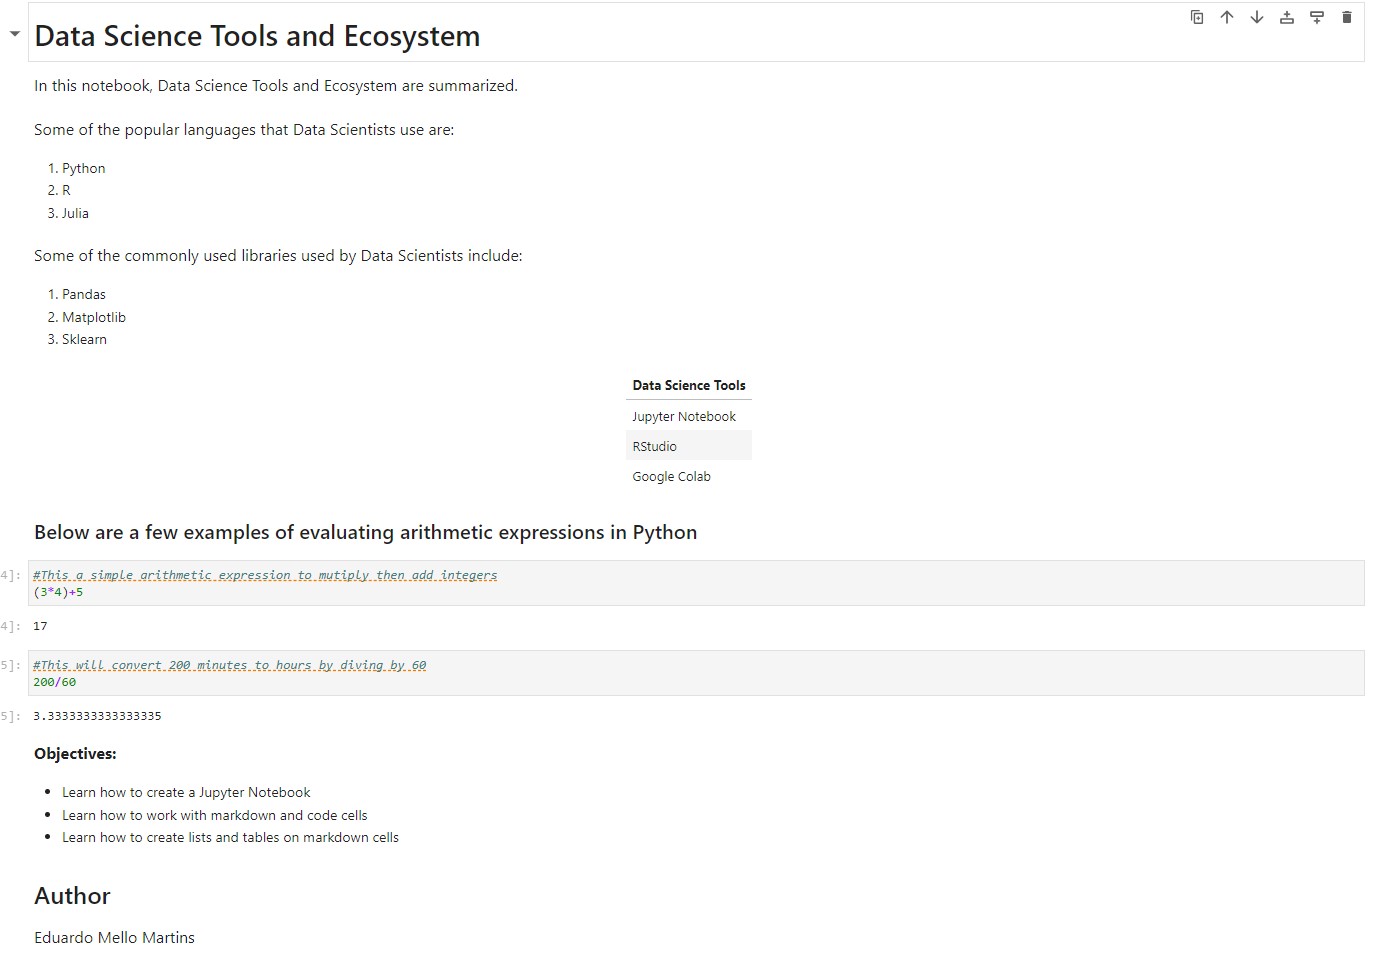 Data Science Tools and Ecosystem
In this notebook, Data Science Tools and Ecosystem are summarized.
Some of the popular languages that Data Scientists use are:
1. Python
2. R
3. Julia
Some of the commonly used libraries used by Data Scientists include:
1. Pandas
2. Matplotlib
3. Sklearn
Data Science Tools
Jupyter Notebook
RStudio
Google Colab
Below are a few examples of evaluating arithmetic expressions in Python
4]: #This a simple arithmetic expression to mutiply then add integers
(3*4)+5
4]: 17
5]: #This will convert 200 minutes to hours by diving by 60
200/60
5]: 3.3333333333333335
Objectives:
• Learn how to create a Jupyter Notebook
• Learn how to work with markdown and code cells
• Learn how to create lists and tables on markdown cells
Author
Eduardo Mello Martins